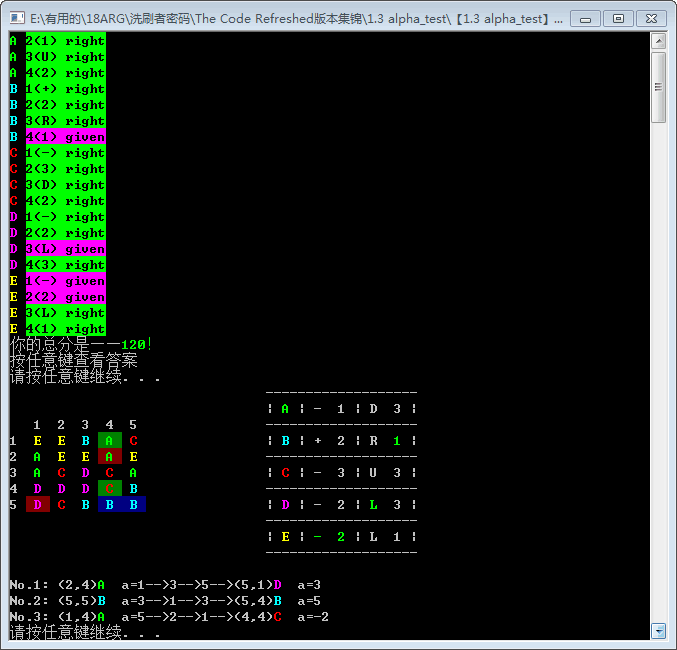 E:\有用的\18ARG\洗刷者密码\The Code Refreshed版本集锦\1.3 alpha_test\【1.3 alpha_test】...
A 2(1) right
A 3(U) right
A 4(2) right
B 1(+) right
B 2(2) right
B 3(R) right
B 4(1) given
C 1(-) right
C 2(3) right
C 3(D) right
C 4(2) right
D 1(-) right
D 2(2) right
D 3(L) given
D 4(3) right
E 1(-) given
E 2(2) given
E 3(L) right
E 4(1) right
你的总分是——120!
按任意键查看答案
请按任意键继续. . .
-------------------
¦ A ¦ - 1 ¦ D 3 ¦
1 2 3 4 5 -------------------
1 E E B A C ¦ B ¦ + 2 ¦ R 1 ¦
2 A E E A E -------------------
3 A C D C A ¦ C ¦ - 3 ¦ U 3 ¦
4 D D D C B -------------------
5 D C B B B ¦ D ¦ - 2 ¦ L 3 ¦
-------------------
¦ E ¦ - 2 ¦ L 1 ¦
-------------------
No.1: (2,4)A a=1-->3-->5-->(5,1)D a=3
No.2: (5,5)B a=3-->1-->3-->(5,4)B a=5
No.3: (1,4)A a=5-->2-->1-->(4,4)C a=-2
请按任意键继续. . .